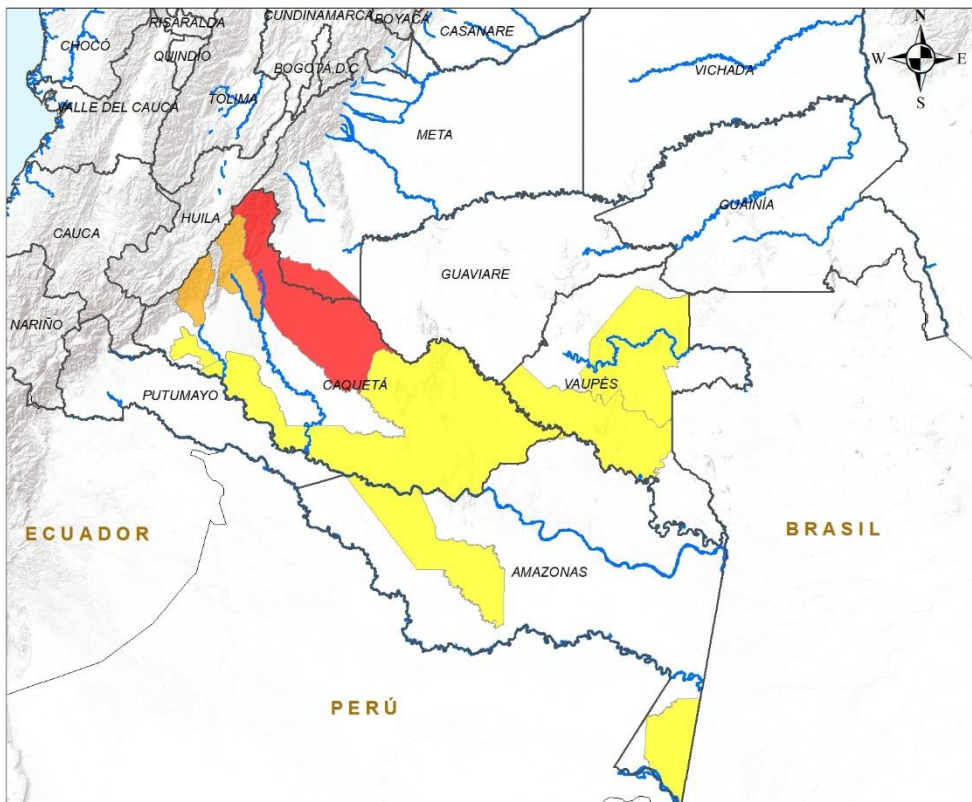 CUNDINAMARCA
BOYACÁ
RISARALDA
CASANARE
N
CHOCÓ
QUINDÍO
BOGOTÁ, D.C
W
E
VICHADA
TOLIMA
S
VALLE DEL CAUCA
META
GUAINÍA
HUILA
CAUCA
GUAVIARE
NARIÑO
CAQUETÁ
VAUPÉS
PUTUMAYO
ECUADOR
BRASIL
AMAZONAS
PERÚ